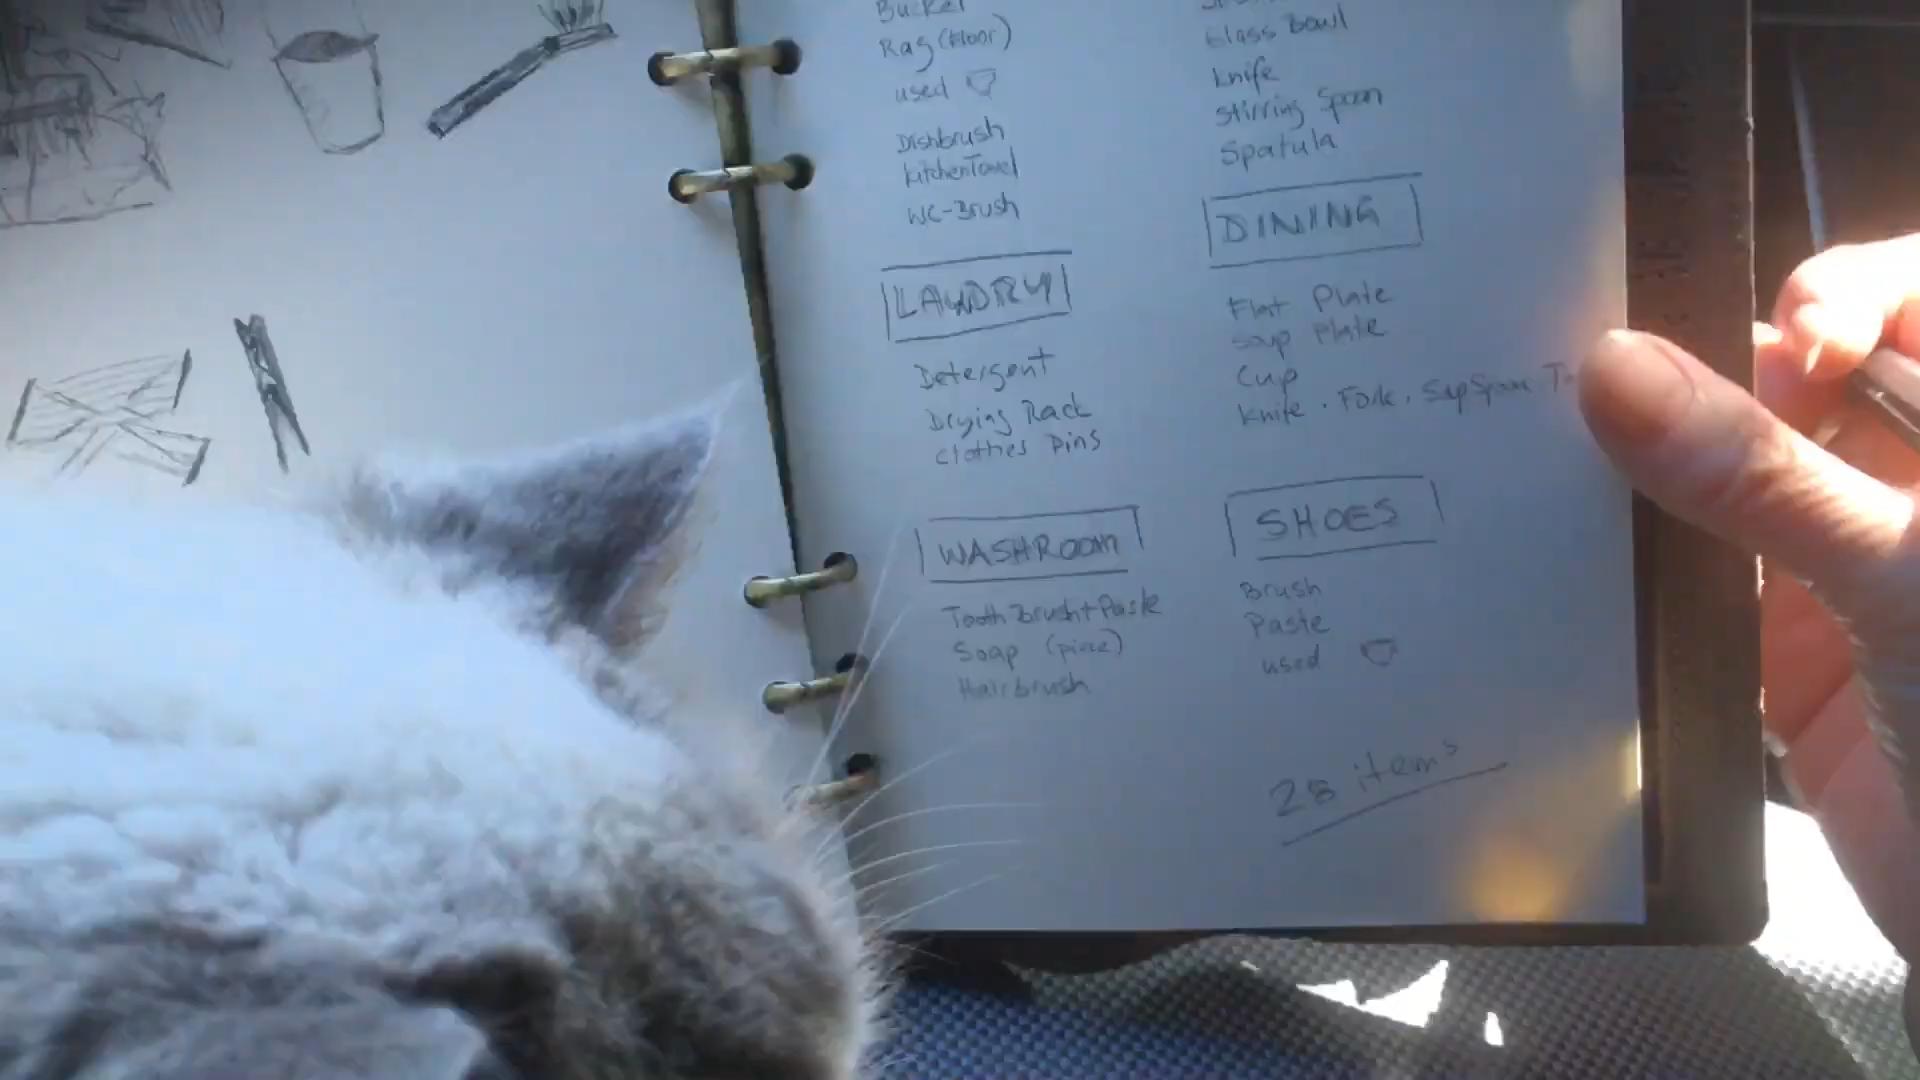 Bucket
Rag (Floor)
used
Dishbrush
KitchenTowel
WC-Brush
LAUNDRY
Detergent
Drying Rack
clothes Pins
WASHROOM
ToothBrush+Paste
Soap (piece)
Hairbrush
Glass Bowl
knife
stirring Spoon
Spatula
DINING
Flat Plate
Soup Plate
Cup
knife . Fork .
SHOES
Brush
Paste
used
28 items